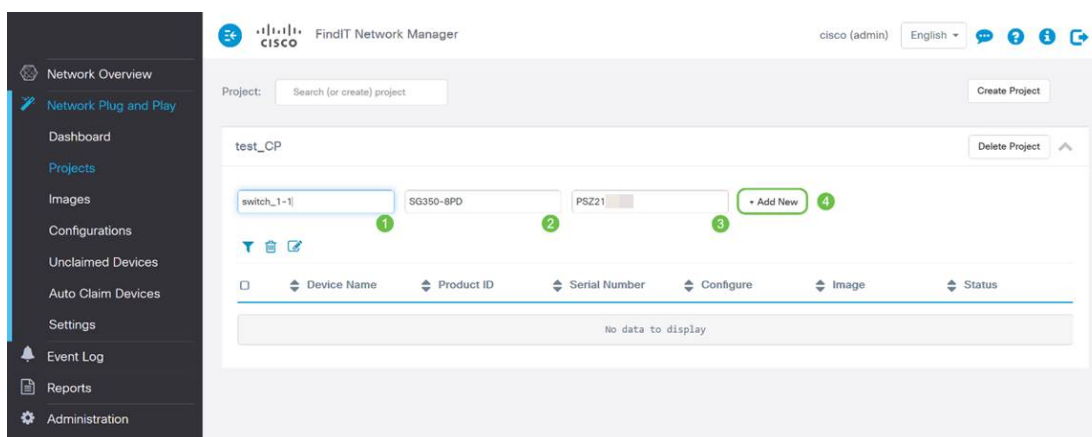 CISCO FindIT Network Manager
cisco (admin) English
Network Overview
Network Plug and Play
Dashboard
Projects
Images
Configurations
Unclaimed Devices
Auto Claim Devices
Settings
Event Log
Reports
Administration
Project: Search (or create) project Create Project
test_CP Delete Project
switch_1-1 SG350-8PD PSZ21 + Add New
1 2 3 4
Device Name Product ID Serial Number Configure Image Status
No data to display